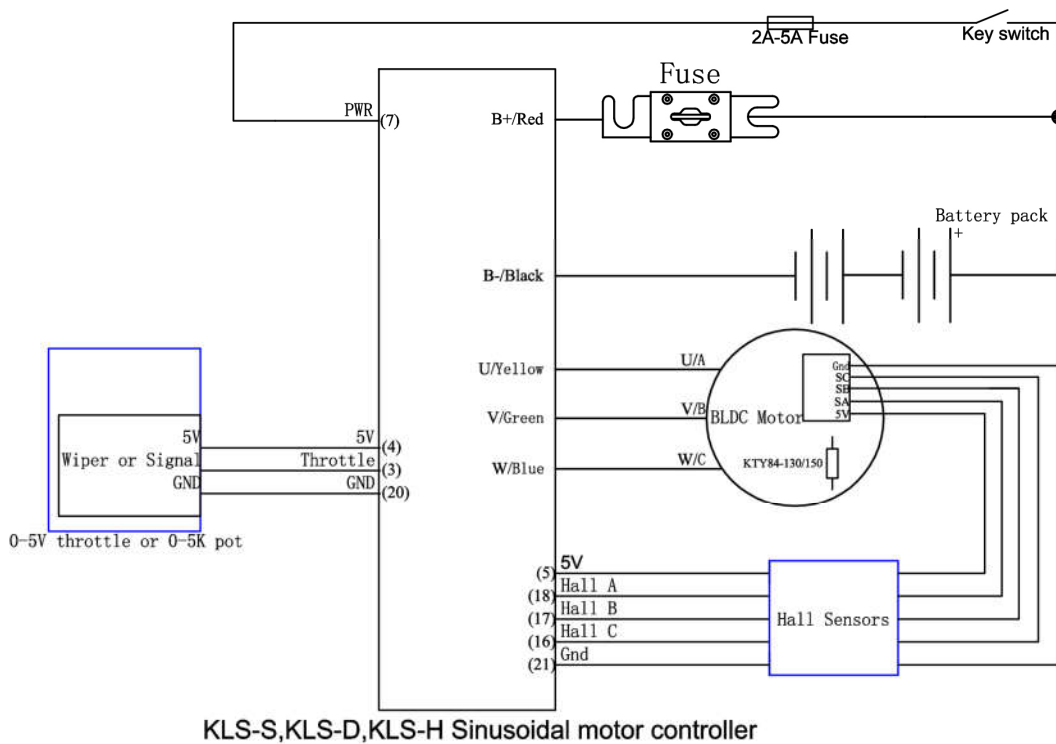 2A-5A Fuse
Key switch
Fuse
PWR
(7)
B+/Red
Battery pack
+
B-/Black
U/Yellow
U/A
Gnd
SC
SB
SA
5V
V/Green
V/B
BLDC Motor
W/Blue
W/C
KTY84-130/150
5V
5V
(4)
Wiper or Signal
Throttle
(3)
GND
GND
(20)
0-5V throttle or 0-5K pot
(5)
5V
(18)
Hall A
(17)
Hall B
(16)
Hall C
(21)
Gnd
Hall Sensors
KLS-S,KLS-D,KLS-H Sinusoidal motor controller